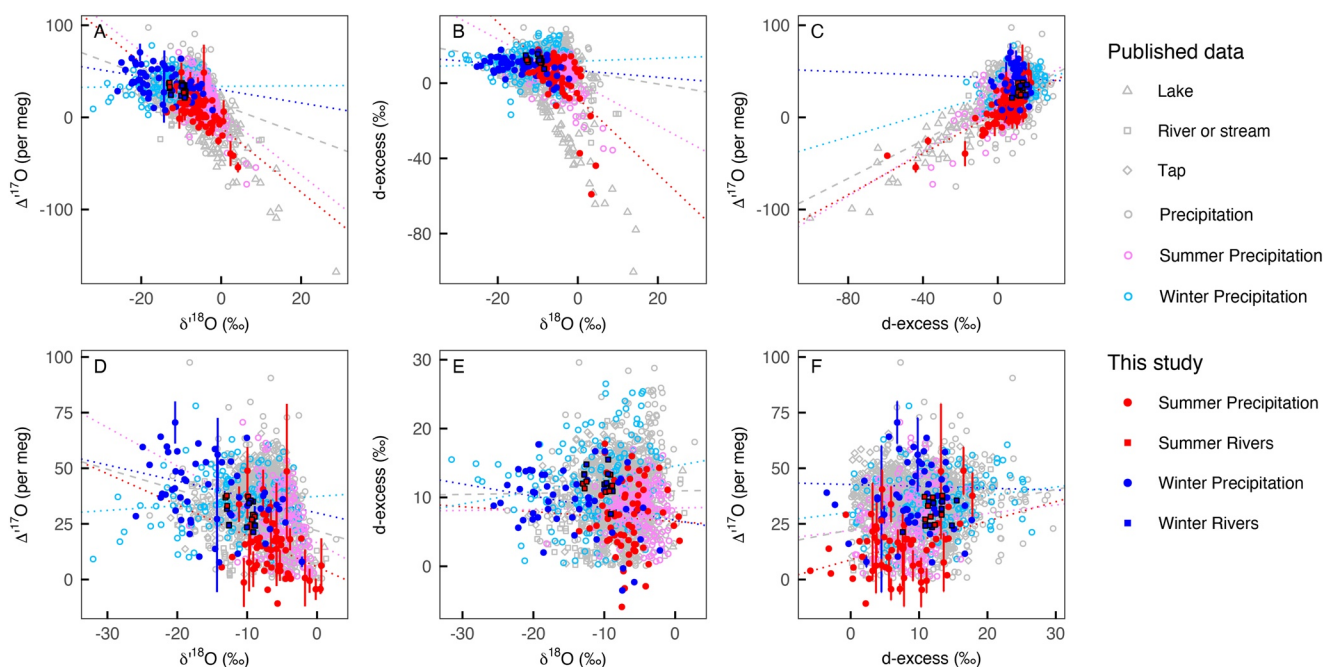 A
100
0
-100
Δ'¹⁷O (per meg)
-20
0
20
δ'¹⁸O (‰)
B
0
-40
-80
d-excess (‰)
-20
0
20
δ¹⁸O (‰)
C
100
0
-100
Δ'¹⁷O (per meg)
-80
-40
0
d-excess (‰)
Published data
Lake
River or stream
Tap
Precipitation
Summer Precipitation
Winter Precipitation
D
100
75
50
25
0
Δ'¹⁷O (per meg)
-30
-20
-10
0
δ'¹⁸O (‰)
E
30
20
10
0
d-excess (‰)
-30
-20
-10
0
δ¹⁸O (‰)
F
100
75
50
25
0
Δ'¹⁷O (per meg)
0
10
20
30
d-excess (‰)
This study
Summer Precipitation
Summer Rivers
Winter Precipitation
Winter Rivers